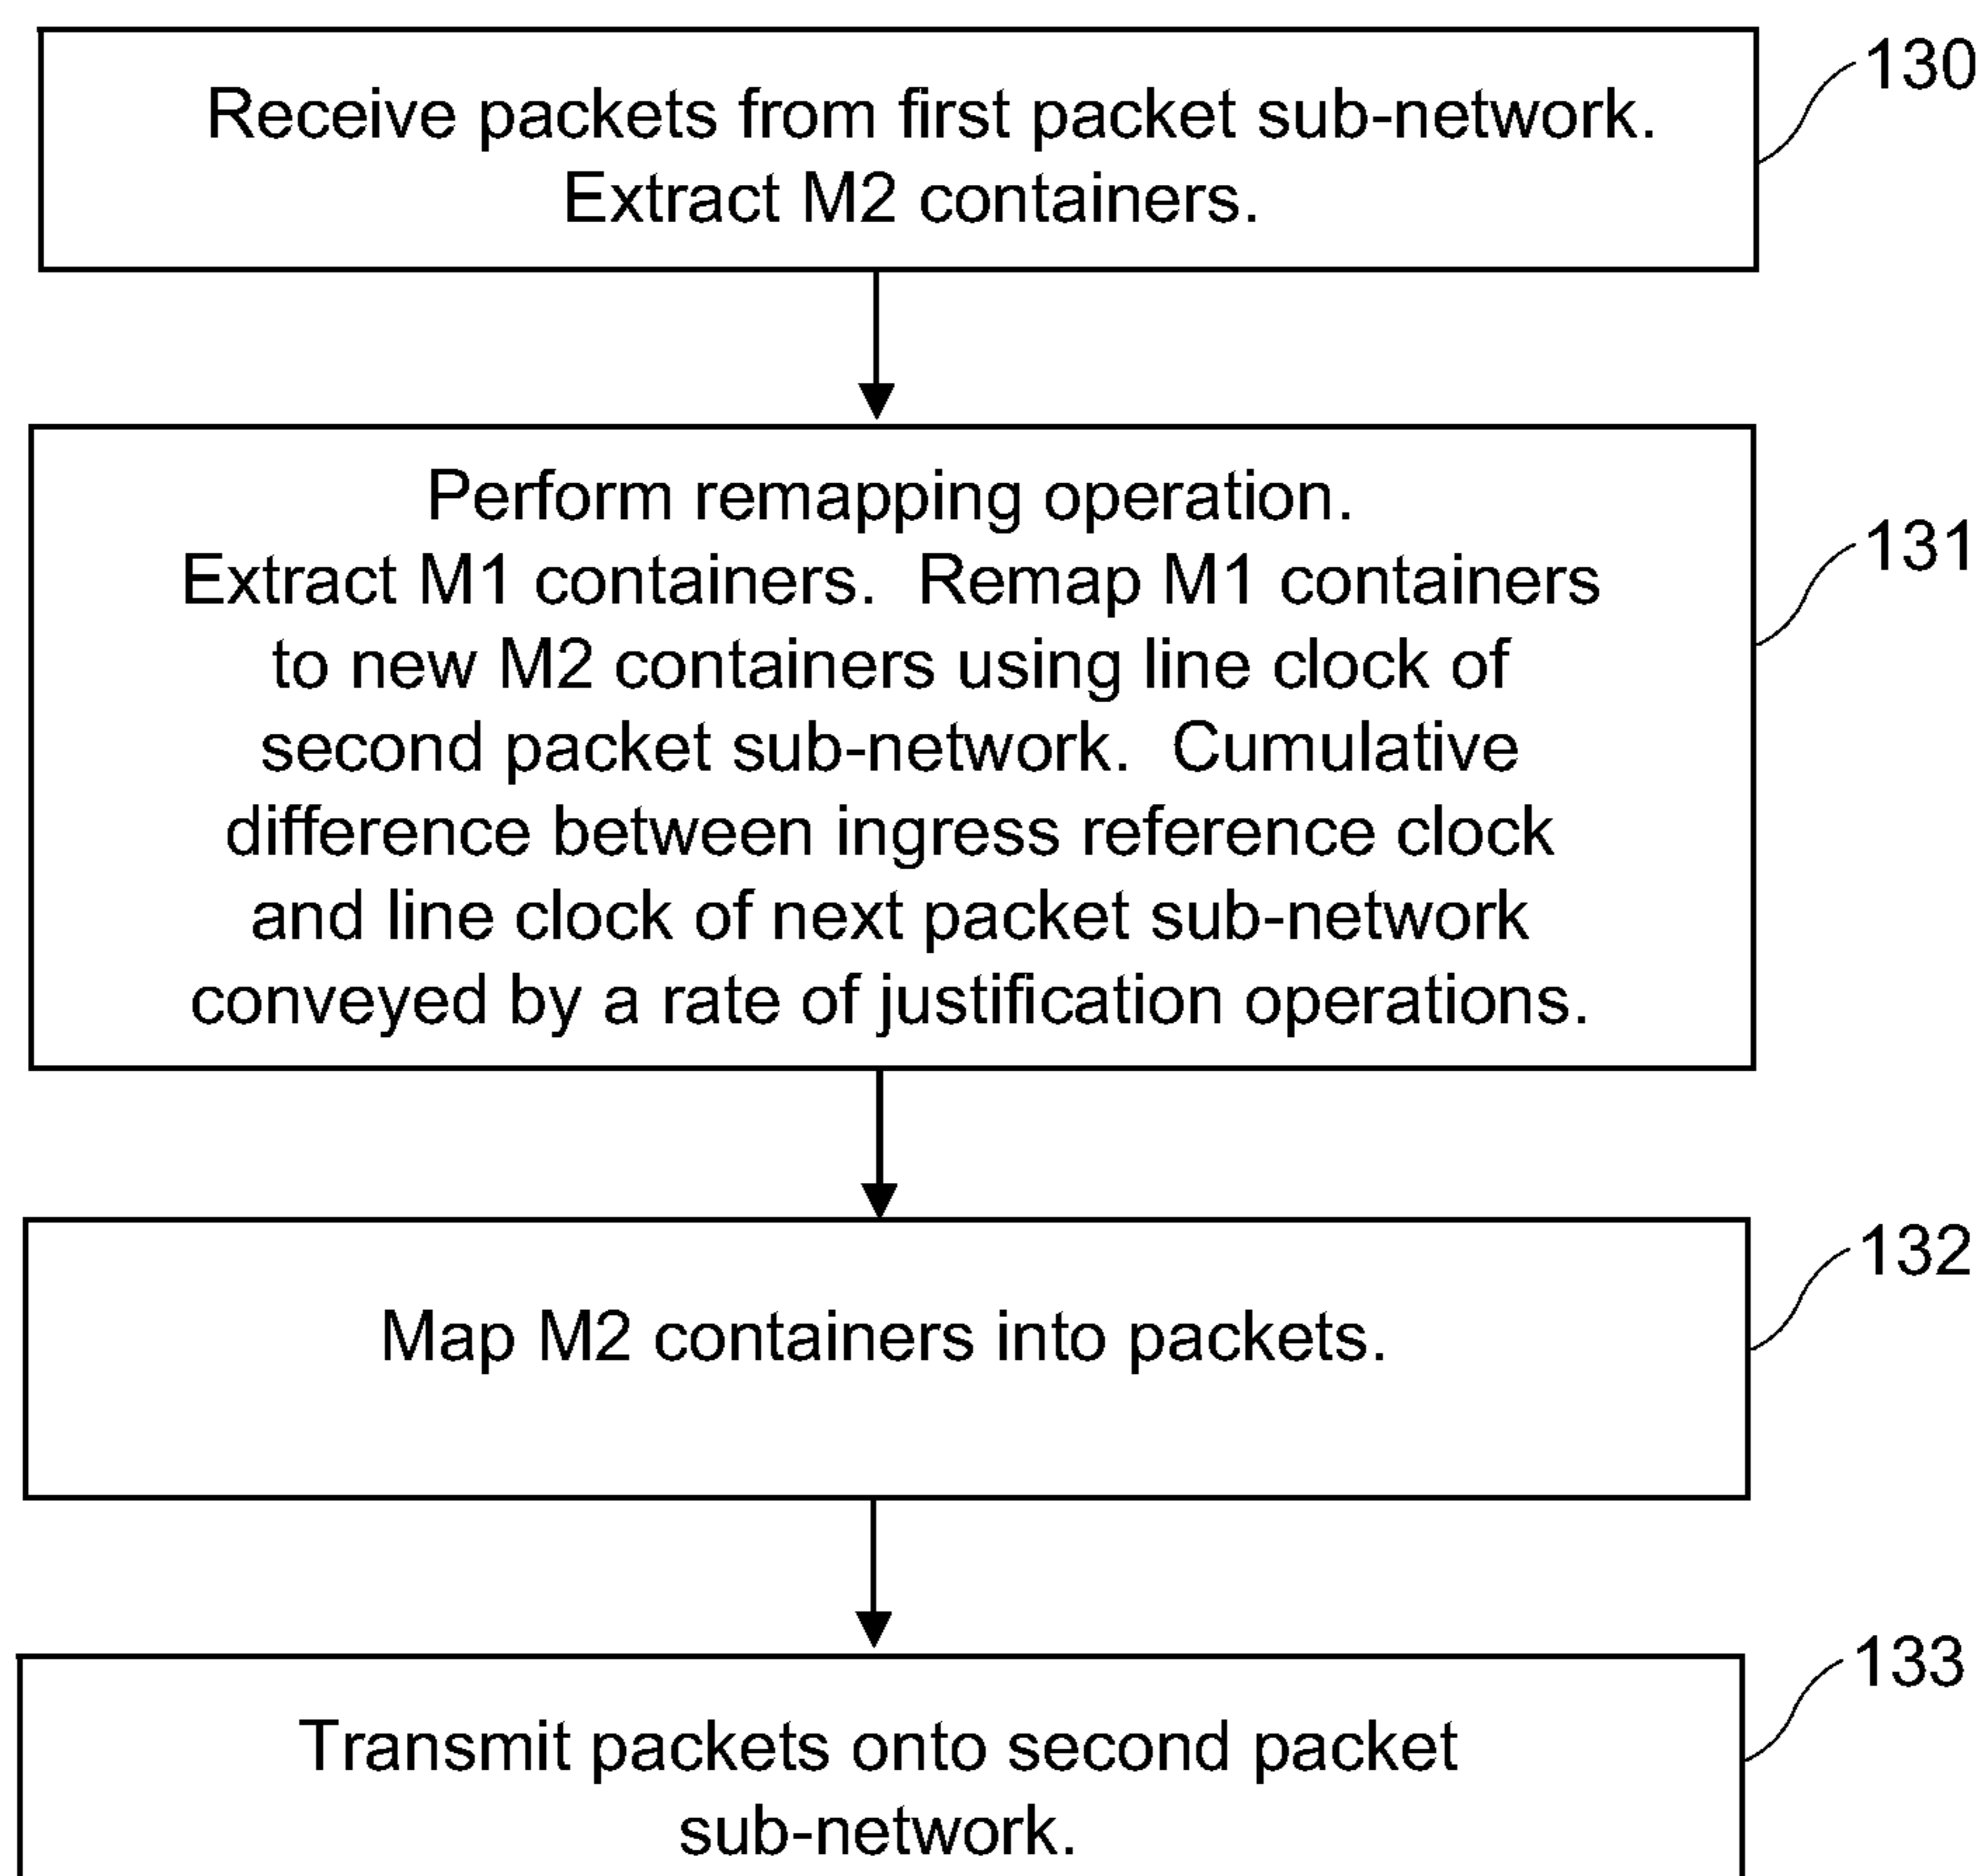 130
Receive packets from first packet sub-network.
Extract M2 containers.
131
Perform remapping operation.
Extract M1 containers. Remap M1 containers
to new M2 containers using line clock of
second packet sub-network. Cumulative
difference between ingress reference clock
and line clock of next packet sub-network
conveyed by a rate of justification operations.
132
Map M2 containers into packets.
133
Transmit packets onto second packet
sub-network.